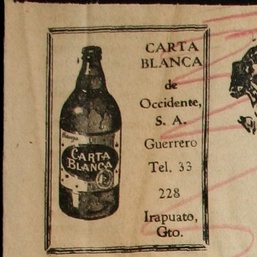 CARTA
BLANCA
de
Occidente,
S. A.
Guerrero
Tel. 33
228
Irapuato,
Gto.
CARTA
BLANCA